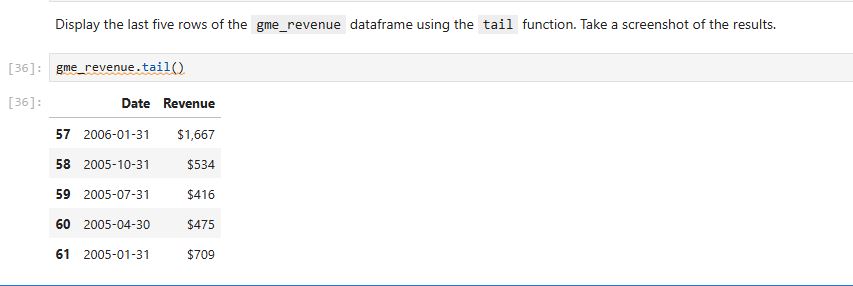 Display the last five rows of the gme_revenue dataframe using the tail function. Take a screenshot of the results.
[36]: gme_revenue.tail()
[36]: Date Revenue
57 2006-01-31 $1,667
58 2005-10-31 $534
59 2005-07-31 $416
60 2005-04-30 $475
61 2005-01-31 $709